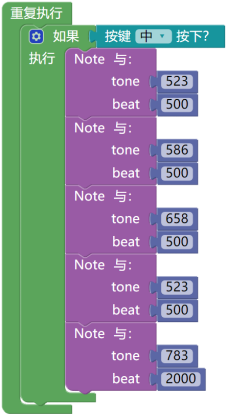 重复执行
如果 按键 中 按下?
执行 Note 与:
tone 523
beat 500
Note 与:
tone 586
beat 500
Note 与:
tone 658
beat 500
Note 与:
tone 523
beat 500
Note 与:
tone 783
beat 2000